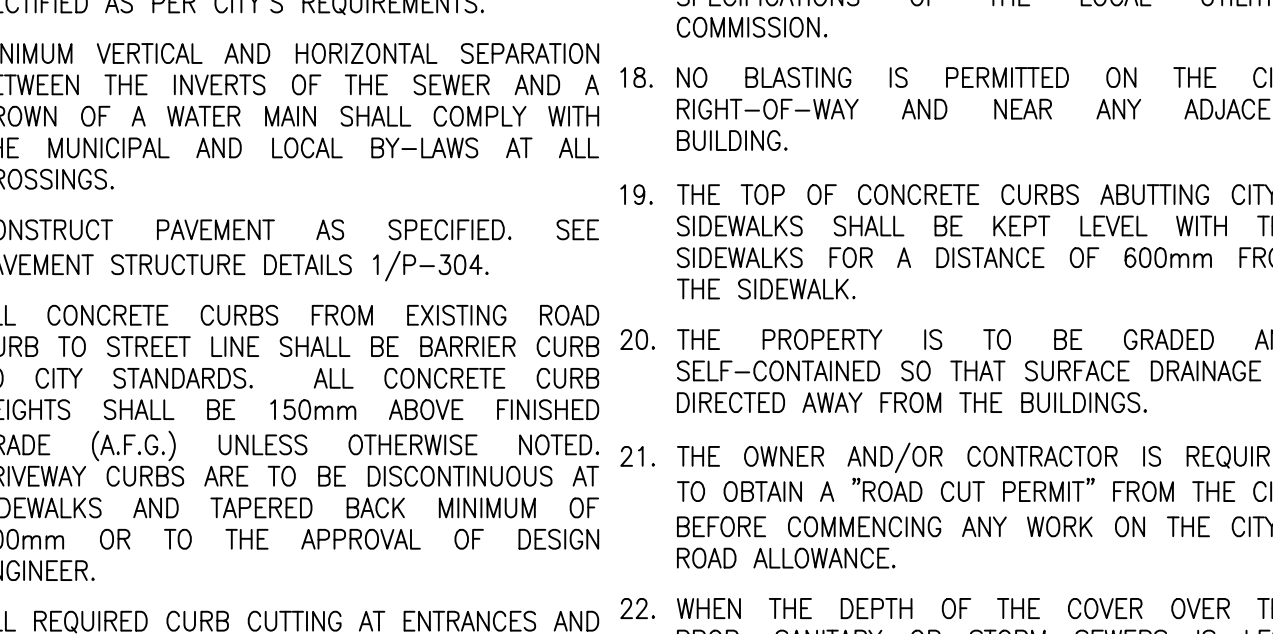 ECTIFIED AS PER CITY'S REQUIREMENTS.
NIMUM VERTICAL AND HORIZONTAL SEPARATION
ETWEEN THE INVERTS OF THE SEWER AND A
ROWN OF A WATER MAIN SHALL COMPLY WITH
HE MUNICIPAL AND LOCAL BY-LAWS AT ALL
ROSSINGS.
ONSTRUCT PAVEMENT AS SPECIFIED. SEE
AVEMENT STRUCTURE DETAILS 1/P-304.
LL CONCRETE CURBS FROM EXISTING ROAD
URB TO STREET LINE SHALL BE BARRIER CURB
O CITY STANDARDS. ALL CONCRETE CURB
EIGHTS SHALL BE 150mm ABOVE FINISHED
RADE (A.F.G.) UNLESS OTHERWISE NOTED.
RIVEWAY CURBS ARE TO BE DISCONTINUOUS AT
DEWALKS AND TAPERED BACK MINIMUM OF
00mm OR TO THE APPROVAL OF DESIGN
NGINEER.
LL REQUIRED CURB CUTTING AT ENTRANCES AND
SPECIFICATIONS OF THE LOCAL UTILIT
COMMISSION.
18. NO BLASTING IS PERMITTED ON THE CI
RIGHT-OF-WAY AND NEAR ANY ADJACE
BUILDING.
19. THE TOP OF CONCRETE CURBS ABUTTING CITY
SIDEWALKS SHALL BE KEPT LEVEL WITH TH
SIDEWALKS FOR A DISTANCE OF 600mm FRO
THE SIDEWALK.
20. THE PROPERTY IS TO BE GRADED AN
SELF-CONTAINED SO THAT SURFACE DRAINAGE
DIRECTED AWAY FROM THE BUILDINGS.
21. THE OWNER AND/OR CONTRACTOR IS REQUIR
TO OBTAIN A "ROAD CUT PERMIT" FROM THE CI
BEFORE COMMENCING ANY WORK ON THE CITY
ROAD ALLOWANCE.
22. WHEN THE DEPTH OF THE COVER OVER TH
PROP. SANITARY OR STORM SEWERS IS LE